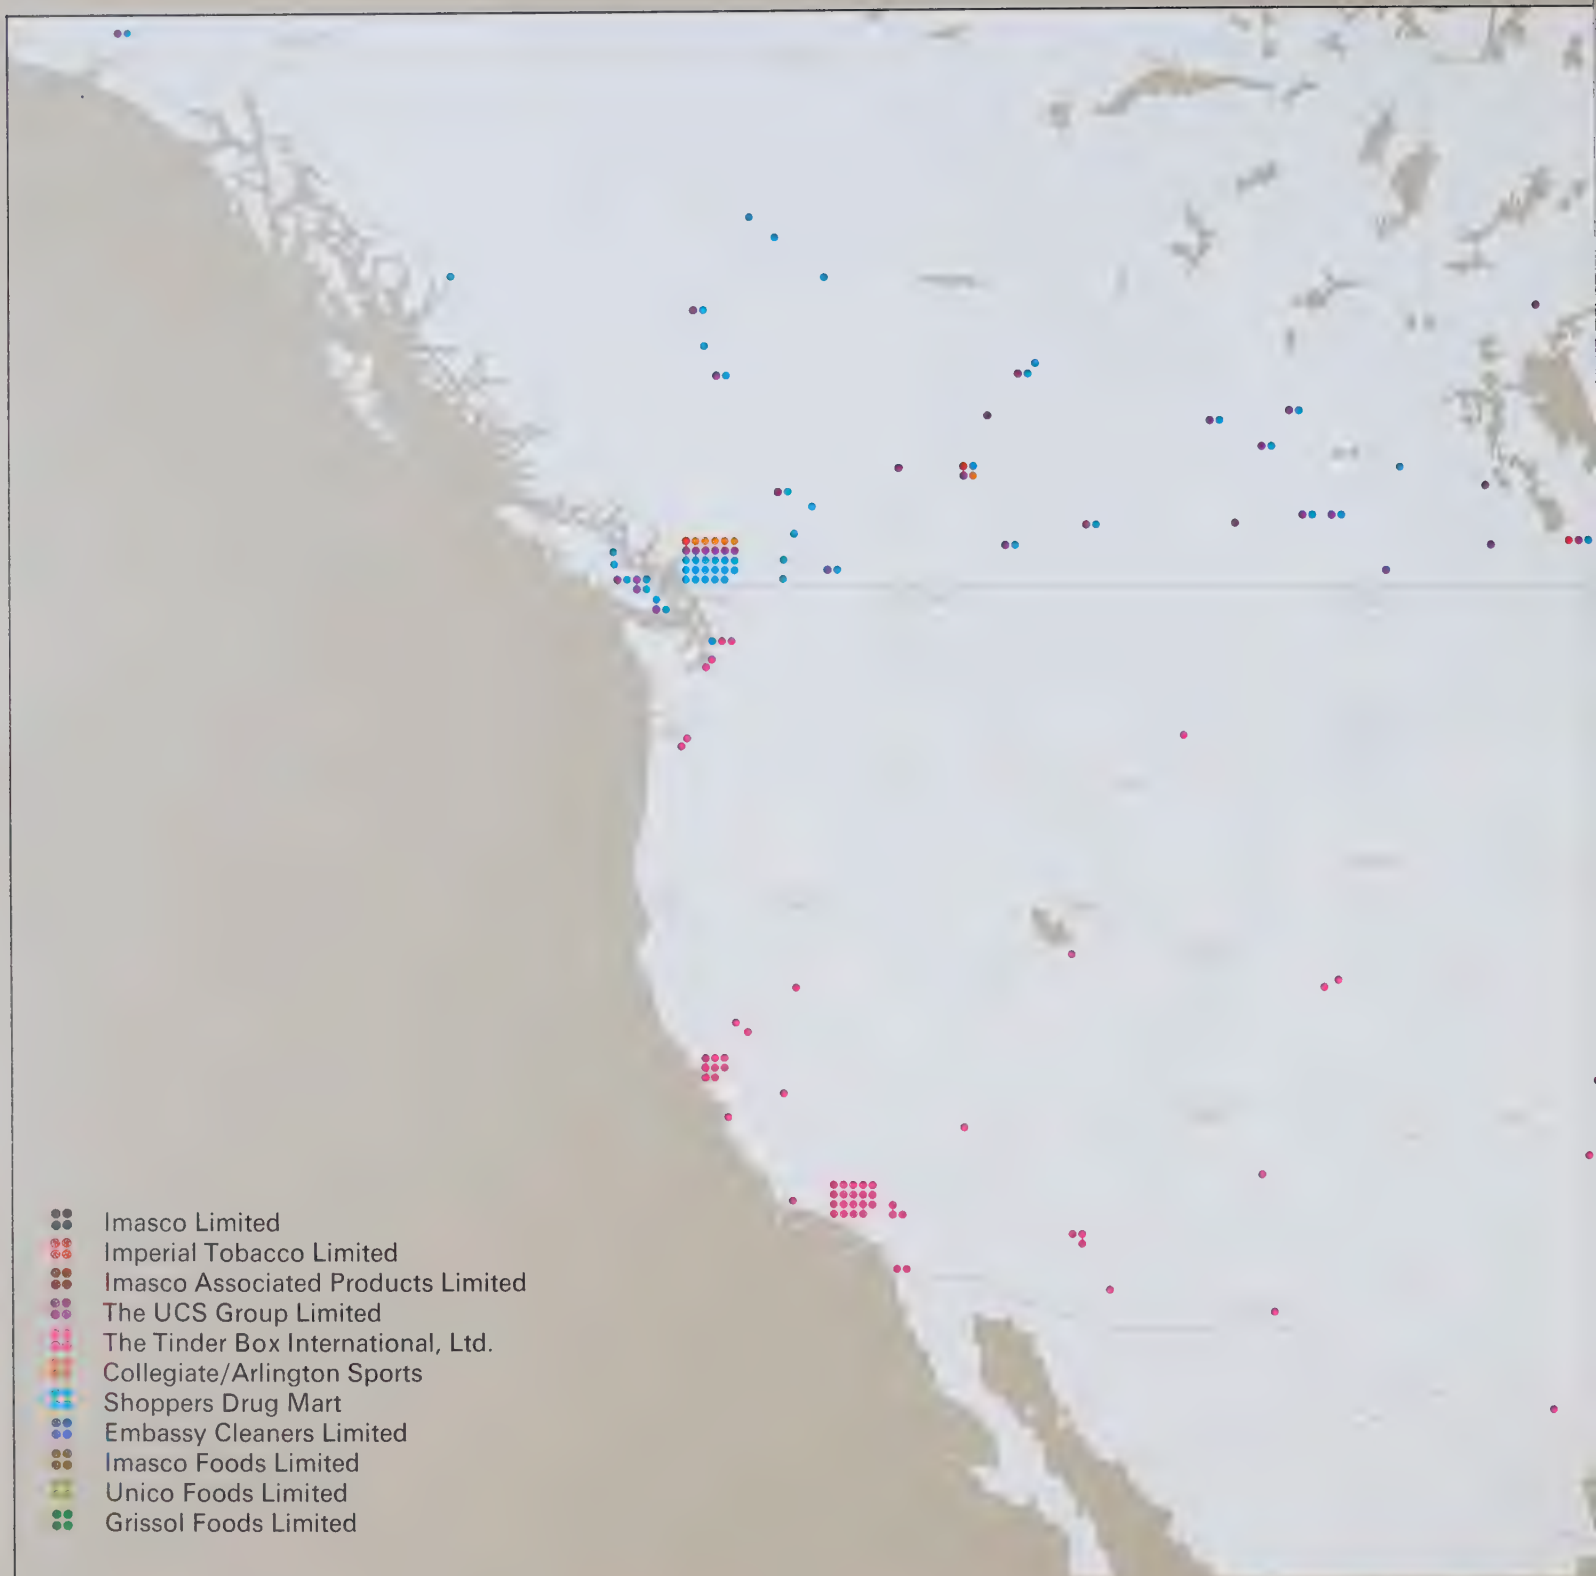 Imasco Limited
Imperial Tobacco Limited
Imasco Associated Products Limited
The UCS Group Limited
The Tinder Box International, Ltd.
Collegiate/Arlington Sports
Shoppers Drug Mart
Embassy Cleaners Limited
Imasco Foods Limited
Unico Foods Limited
Grissol Foods Limited